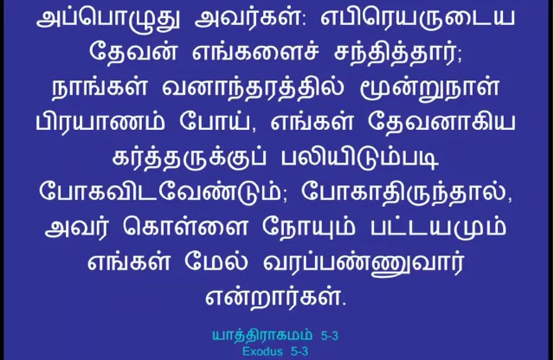 அப்பொழுது அவர்கள்: எபிரெயருடைய
தேவன் எங்களைச் சந்தித்தார்;
நாங்கள் வனாந்தரத்தில் மூன்றுநாள்
பிரயாணம் போய், எங்கள் தேவனாகிய
கர்த்தருக்குப் பலியிடும்படி
போகவிடவேண்டும்; போகாதிருந்தால்,
அவர் கொள்ளை நோயும் பட்டயமும்
எங்கள் மேல் வரப்பண்ணுவார்
என்றார்கள்.
யாத்திராகமம் 5-3
Exodus 5-3